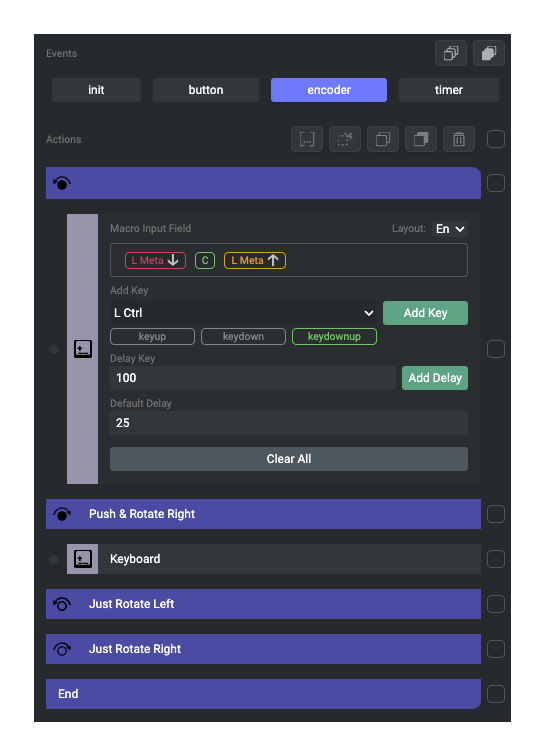 Events
init button encoder timer
Actions
Macro Input Field Layout: En
L Meta C L Meta
Add Key
L Ctrl Add Key
keyup keydown keydownup
Delay Key
100 Add Delay
Default Delay
25
Clear All
Push & Rotate Right
Keyboard
Just Rotate Left
Just Rotate Right
End